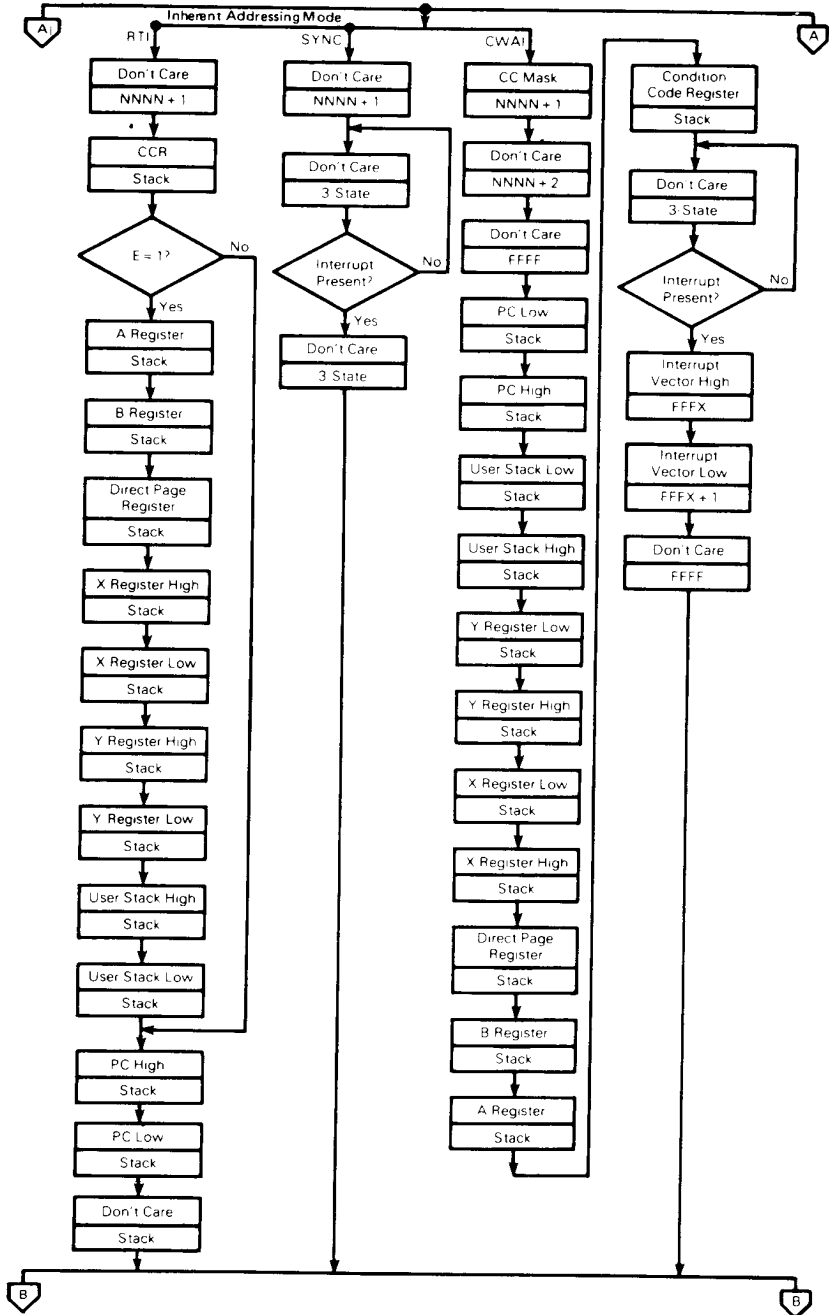 Inherent Addressing Mode
A
A
RTI
Don't Care
NNNN + 1
CCR
Stack
E = 1?
No
Yes
A Register
Stack
B Register
Stack
Direct Page
Register
Stack
X Register High
Stack
X Register Low
Stack
Y Register High
Stack
Y Register Low
Stack
User Stack High
Stack
User Stack Low
Stack
PC High
Stack
PC Low
Stack
Don't Care
Stack
SYNC
Don't Care
NNNN + 1
Don't Care
3-State
Interrupt
Present?
No
Yes
Don't Care
3 State
CWAI
CC Mask
NNNN + 1
Don't Care
NNNN + 2
Don't Care
FFFF
PC Low
Stack
PC High
Stack
User Stack Low
Stack
User Stack High
Stack
Y Register Low
Stack
Y Register High
Stack
X Register Low
Stack
X Register High
Stack
Direct Page
Register
Stack
B Register
Stack
A Register
Stack
Condition
Code Register
Stack
Don't Care
3-State
Interrupt
Present?
No
Yes
Interrupt
Vector High
FFFX
Interrupt
Vector Low
FFFX + 1
Don't Care
FFFF
B
B